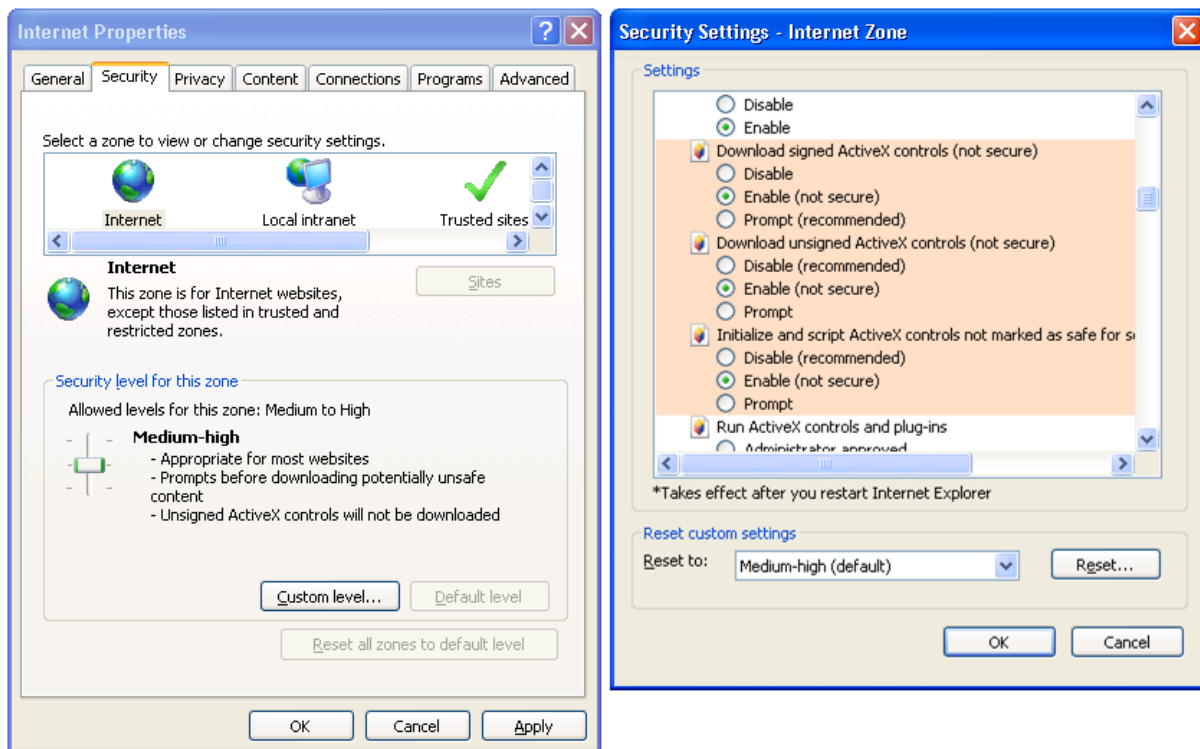 Internet Properties
General Security Privacy Content Connections Programs Advanced
Select a zone to view or change security settings.
Internet Local intranet Trusted sites
Internet
This zone is for Internet websites,
except those listed in trusted and
restricted zones.
Sites
Security level for this zone
Allowed levels for this zone: Medium to High
Medium-high
- Appropriate for most websites
- Prompts before downloading potentially unsafe
content
- Unsigned ActiveX controls will not be downloaded
Custom level... Default level
Reset all zones to default level
OK Cancel Apply
Security Settings - Internet Zone
Settings
Disable
Enable
Download signed ActiveX controls (not secure)
Disable
Enable (not secure)
Prompt (recommended)
Download unsigned ActiveX controls (not secure)
Disable (recommended)
Enable (not secure)
Prompt
Initialize and script ActiveX controls not marked as safe for s
Disable (recommended)
Enable (not secure)
Prompt
Run ActiveX controls and plug-ins
Administrator approved
*Takes effect after you restart Internet Explorer
Reset custom settings
Reset to: Medium-high (default) Reset...
OK Cancel